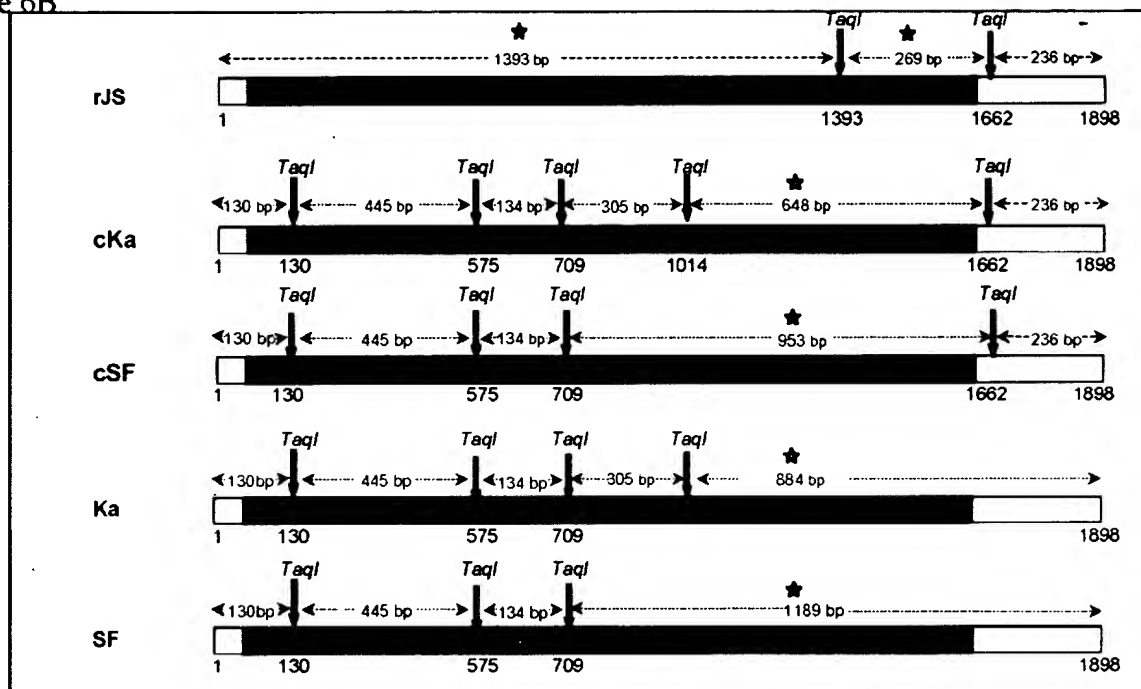 e 6B
TaqI TaqI
1393 bp 269 bp 236 bp
rJS
1 1393 1662 1898
TaqI TaqI TaqI TaqI TaqI
130 bp 445 bp 134 bp 305 bp 648 bp 236 bp
cKa
1 130 575 709 1014 1662 1898
TaqI TaqI TaqI TaqI
130 bp 445 bp 134 bp 953 bp 236 bp
cSF
1 130 575 709 1662 1898
TaqI TaqI TaqI TaqI
130bp 445 bp 134 bp 305 bp 884 bp
Ka
1 130 575 709 1898
TaqI TaqI TaqI
130bp 445 bp 134 bp 1189 bp
SF
1 130 575 709 1898